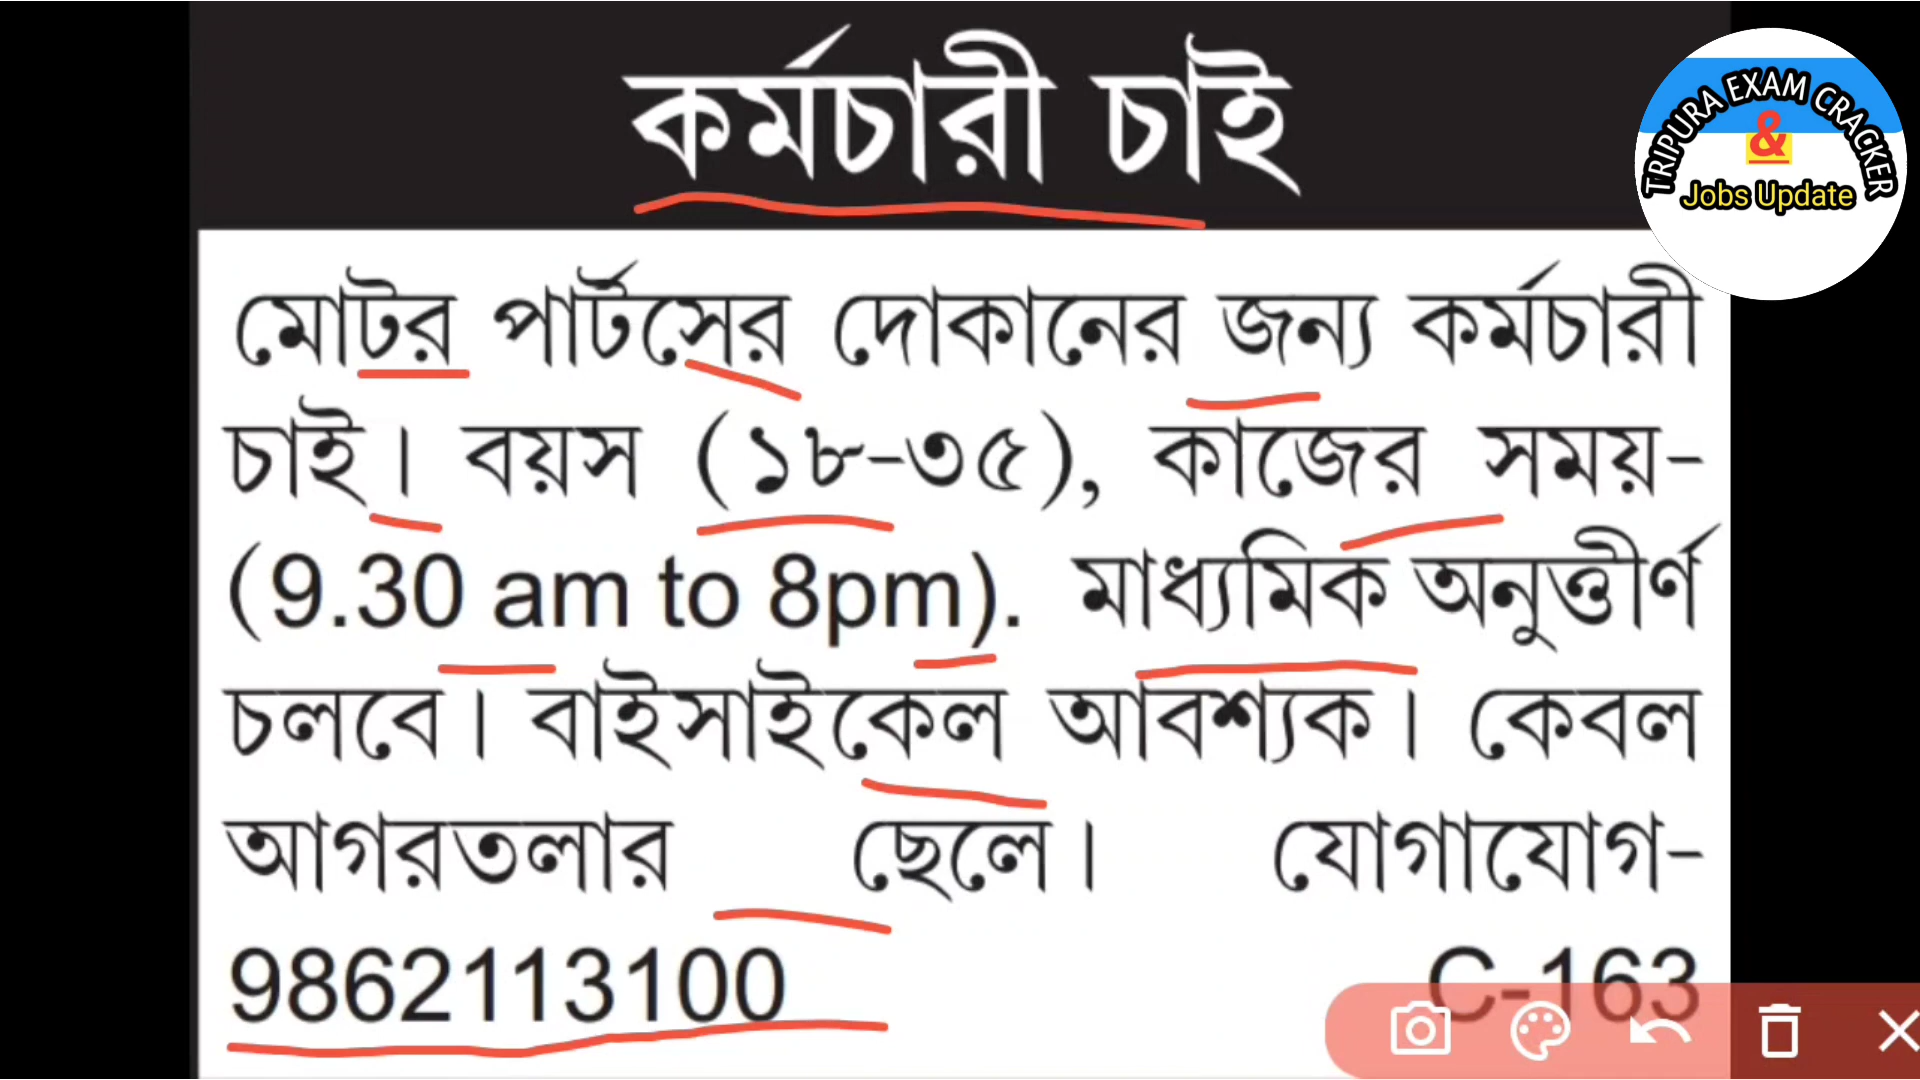 কর্মচারী চাই
TRIPURA EXAM CRACKER
&
Jobs Update
মোটর পার্টসের দোকানের জন্য কর্মচারী
চাই। বয়স (১৮-৩৫), কাজের সময়-
(9.30 am to 8pm). মাধ্যমিক অনুত্তীর্ণ
চলবে। বাইসাইকেল আবশ্যক। কেবল
আগরতলার ছেলে। যোগাযোগ-
9862113100 C-163